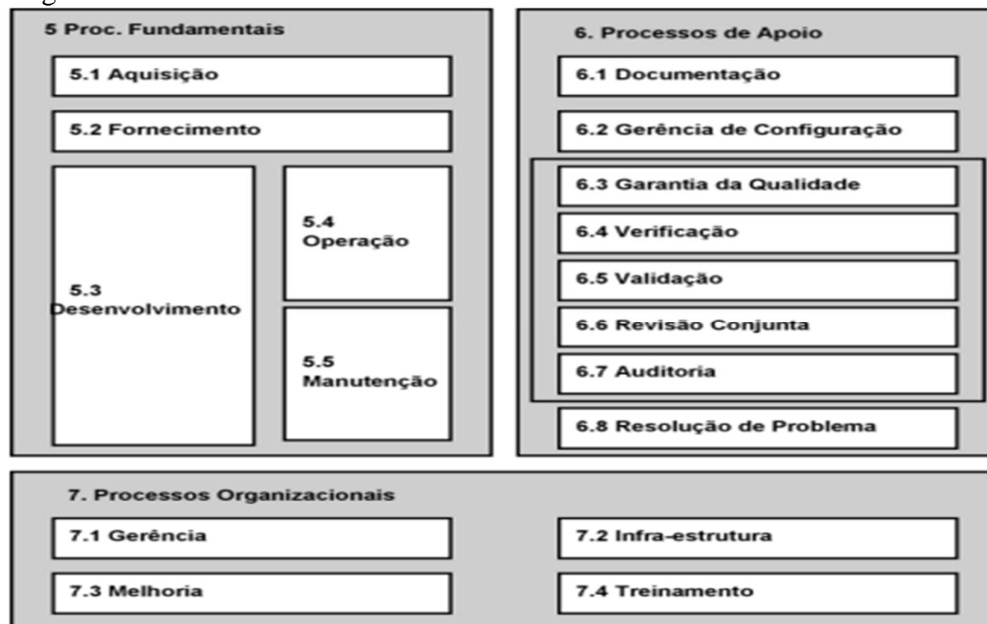 5 Proc. Fundamentais
5.1 Aquisição
5.2 Fornecimento
5.3
Desenvolvimento
5.4
Operação
5.5
Manutenção
6. Processos de Apoio
6.1 Documentação
6.2 Gerência de Configuração
6.3 Garantia da Qualidade
6.4 Verificação
6.5 Validação
6.6 Revisão Conjunta
6.7 Auditoria
6.8 Resolução de Problema
7. Processos Organizacionais
7.1 Gerência
7.2 Infra-estrutura
7.3 Melhoria
7.4 Treinamento